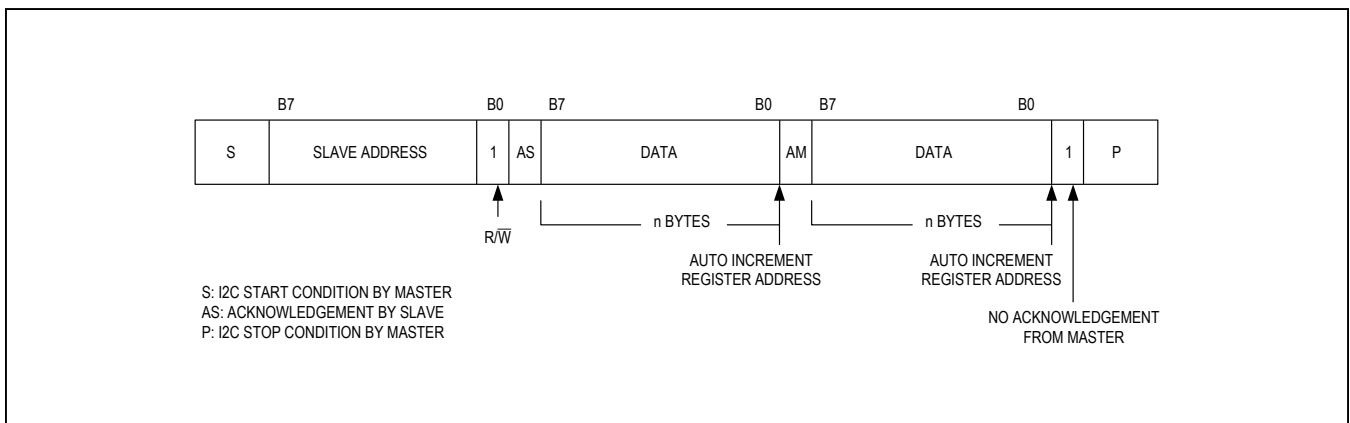 B7 B0 B7 B0 B7 B0
S SLAVE ADDRESS 1 AS DATA AM DATA 1 P
R/W̅
n BYTES n BYTES
AUTO INCREMENT
REGISTER ADDRESS
AUTO INCREMENT
REGISTER ADDRESS
NO ACKNOWLEDGEMENT
FROM MASTER
S: I2C START CONDITION BY MASTER
AS: ACKNOWLEDGEMENT BY SLAVE
P: I2C STOP CONDITION BY MASTER